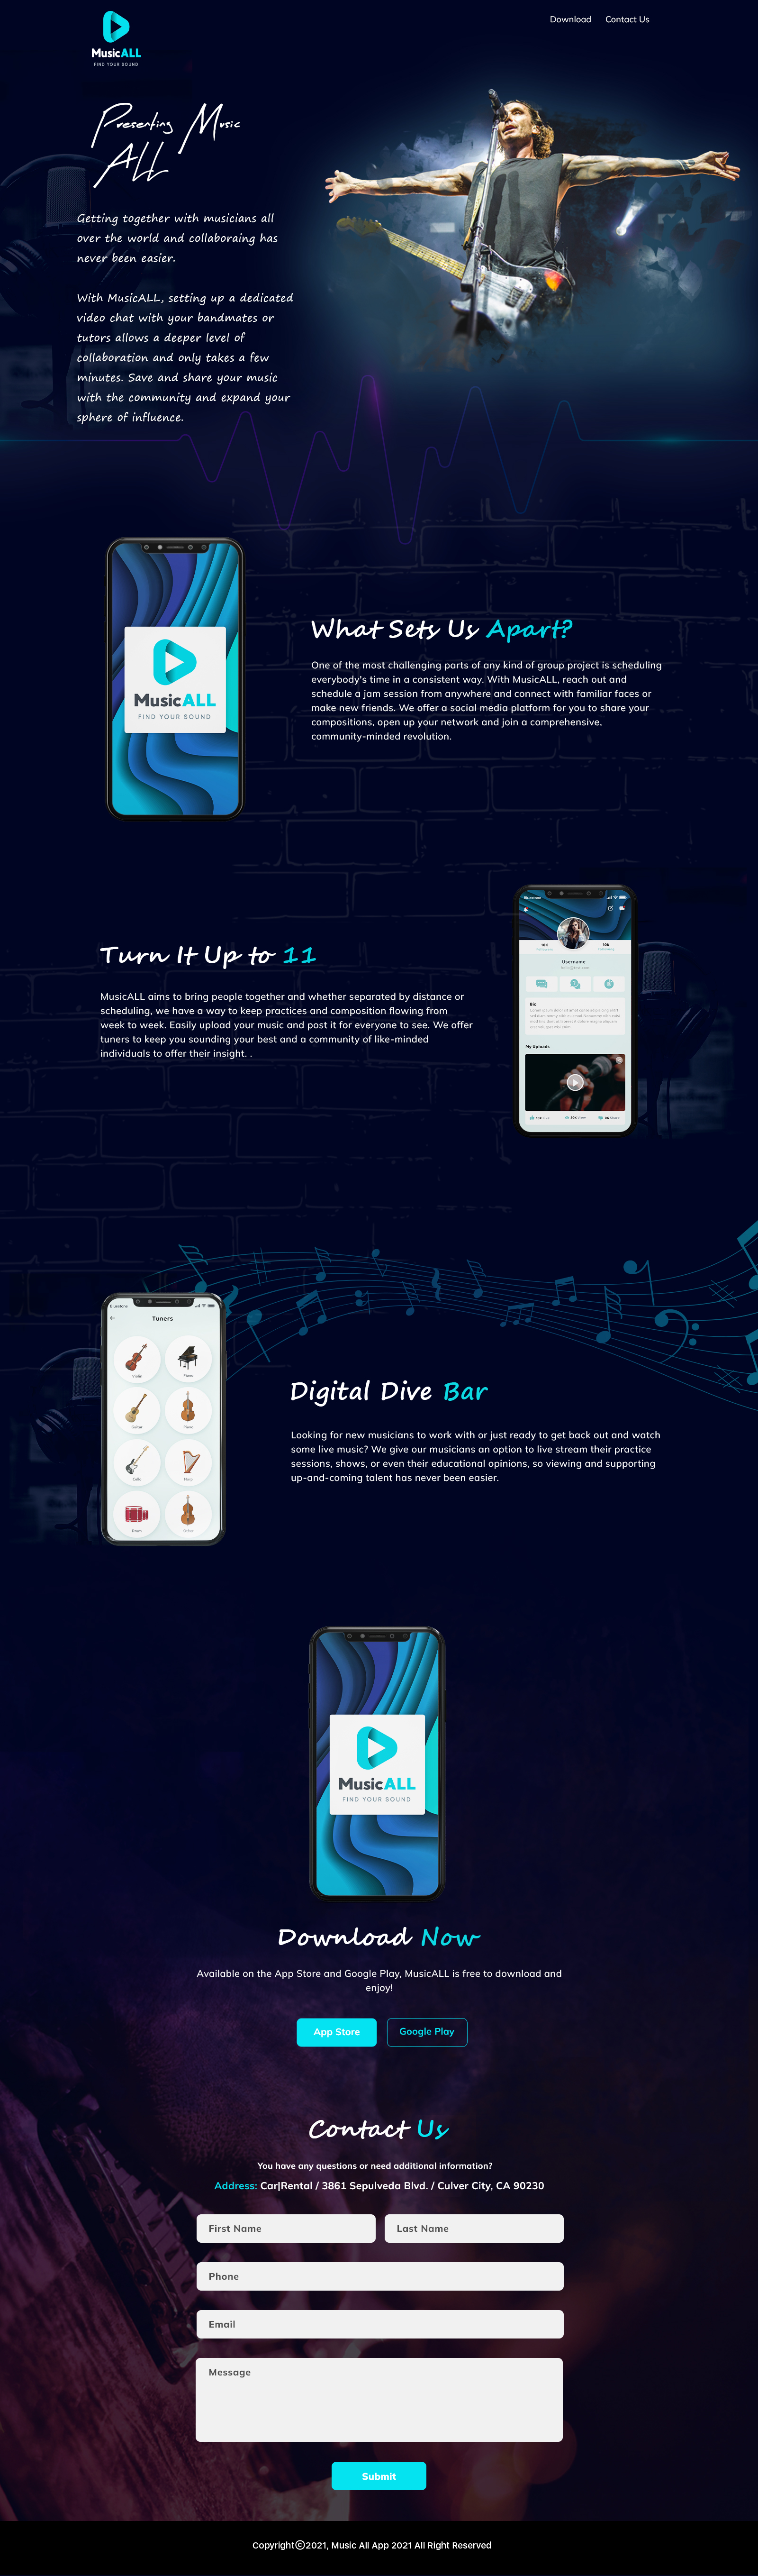 Download Contact Us
MusicALL
FIND YOUR SOUND
Presenting Music
ALL
Getting together with musicians all
over the world and collaboraing has
never been easier.
With MusicALL, setting up a dedicated
video chat with your bandmates or
tutors allows a deeper level of
collaboration and only takes a few
minutes. Save and share your music
with the community and expand your
sphere of influence.
MusicALL
FIND YOUR SOUND
What Sets Us Apart?
One of the most challenging parts of any kind of group project is scheduling
everybody's time in a consistent way. With MusicALL, reach out and
schedule a jam session from anywhere and connect with familiar faces or
make new friends. We offer a social media platform for you to share your
compositions, open up your network and join a comprehensive,
community-minded revolution.
Turn It Up to 11
MusicALL aims to bring people together and whether separated by distance or
scheduling, we have a way to keep practices and composition flowing from
week to week. Easily upload your music and post it for everyone to see. We offer
tuners to keep you sounding your best and a community of like-minded
individuals to offer their insight. .
10K 10K
Username
Bio
My Uploads
Tuners
Violin Piano
Guitar Piano
Cello Harp
Drums Other
Digital Dive Bar
Looking for new musicians to work with or just ready to get back out and watch
some live music? We give our musicians an option to live stream their practice
sessions, shows, or even their educational opinions, so viewing and supporting
up-and-coming talent has never been easier.
MusicALL
FIND YOUR SOUND
Download Now
Available on the App Store and Google Play, MusicALL is free to download and
enjoy!
App Store Google Play
Contact Us
You have any questions or need additional information?
Address: Car|Rental / 3861 Sepulveda Blvd. / Culver City, CA 90230
First Name Last Name
Phone
Email
Message
Submit
Copyright©2021, Music All App 2021 All Right Reserved